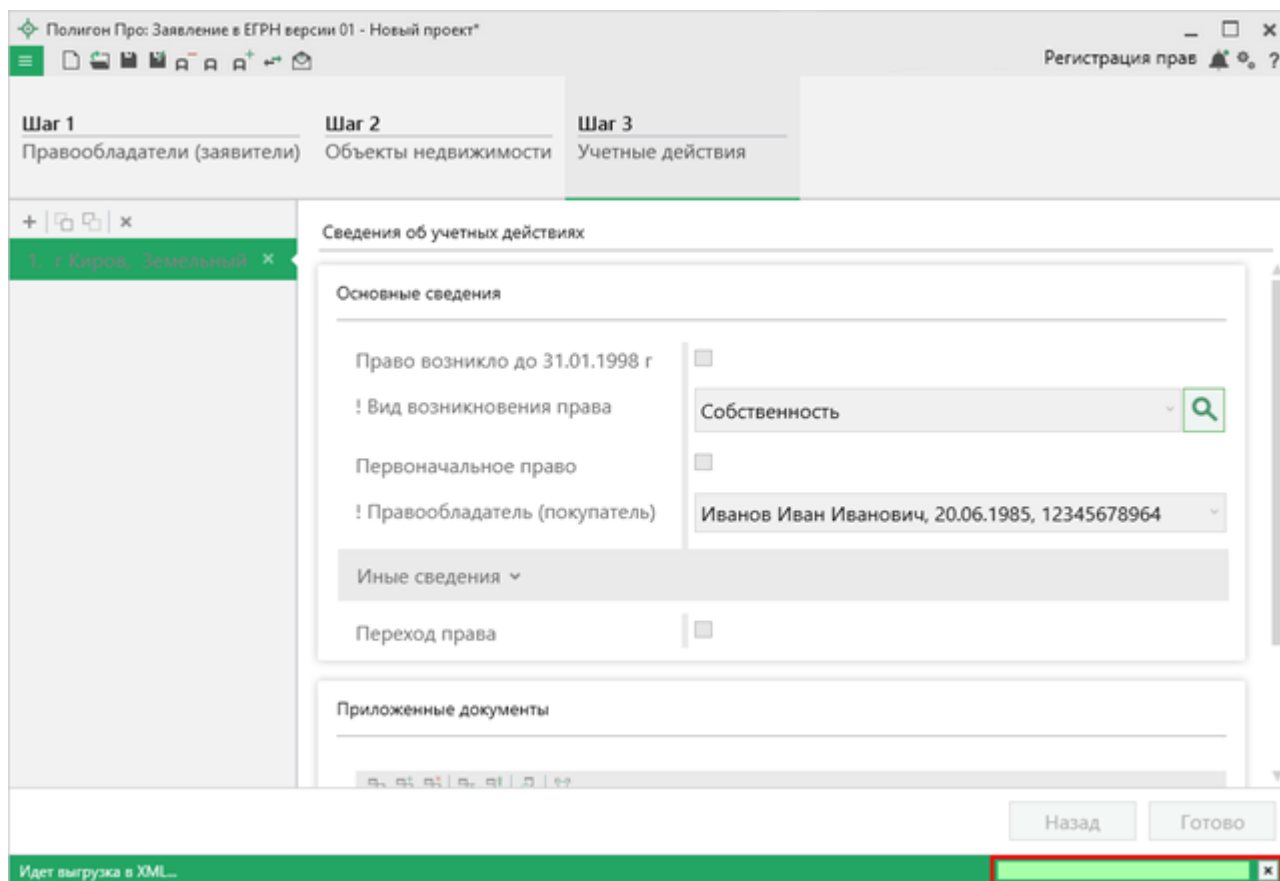 Полигон Про: Заявление в ЕГРН версии 01 - Новый проект*
Регистрация прав
Шаг 1
Правообладатели (заявители)
Шаг 2
Объекты недвижимости
Шаг 3
Учетные действия
1. г Киров, Земельный
Сведения об учетных действиях
Основные сведения
Право возникло до 31.01.1998 г
! Вид возникновения права
Собственность
Первоначальное право
! Правообладатель (покупатель)
Иванов Иван Иванович, 20.06.1985, 12345678964
Иные сведения
Переход права
Приложенные документы
Назад
Готово
Идет выгрузка в XML...